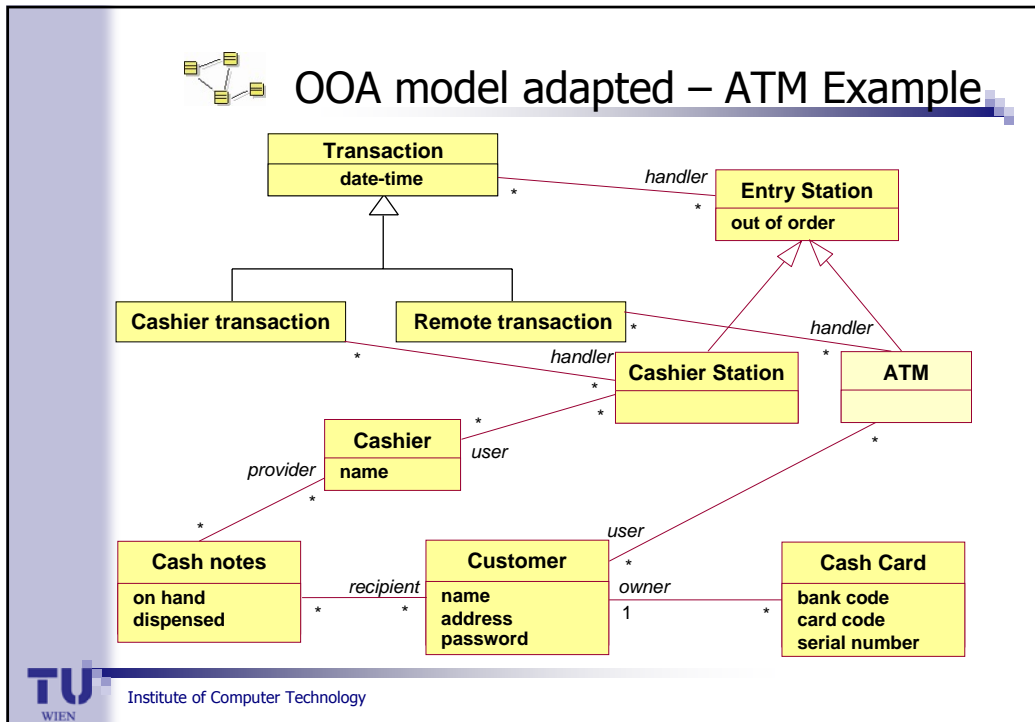 OOA model adapted – ATM Example
Transaction
date-time
*
handler
*
Entry Station
out of order
Cashier transaction
Remote transaction
*
handler
*
*
handler
*
Cashier Station
ATM
*
user
*
Cashier
name
provider
*
*
*
user
*
Cash notes
on hand
dispensed
*
recipient
*
Customer
name
address
password
owner
1
*
Cash Card
bank code
card code
serial number
TU
WIEN
Institute of Computer Technology